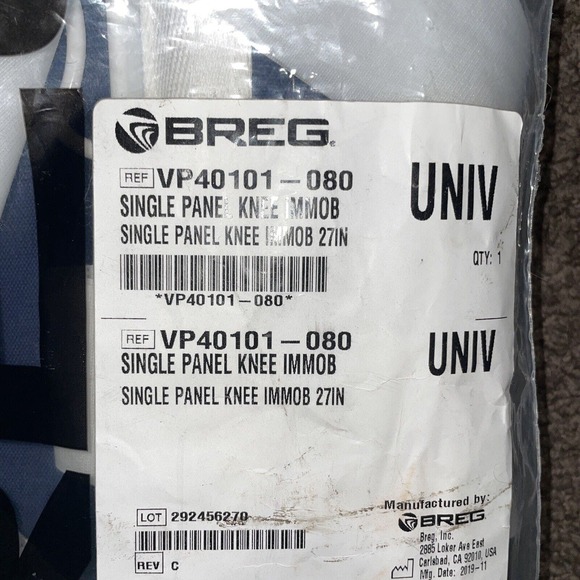 BREG®
REF VP40101-080
SINGLE PANEL KNEE IMMOB
SINGLE PANEL KNEE IMMOB 27IN
UNIV
QTY: 1
*VP40101-080*
REF VP40101-080
SINGLE PANEL KNEE IMMOB
SINGLE PANEL KNEE IMMOB 27IN
UNIV
LOT 292456270
REV C
Manufactured by:
BREG
Breg, Inc.
2885 Loker Ave East
Carlsbad, CA 92010, USA
Mfg. Date: 2019-11